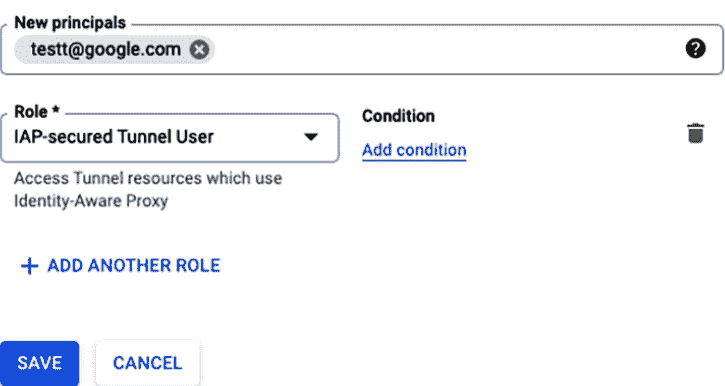 New principals
testt@google.com
Role *
IAP-secured Tunnel User
Condition
Add condition
Access Tunnel resources which use
Identity-Aware Proxy
+ ADD ANOTHER ROLE
SAVE CANCEL